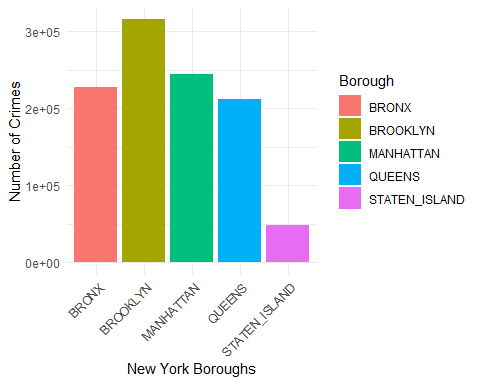 3e+05
2e+05
1e+05
0e+00
Number of Crimes
BRONX
BROOKLYN
MANHATTAN
QUEENS
STATEN_ISLAND
New York Boroughs
Borough
BRONX
BROOKLYN
MANHATTAN
QUEENS
STATEN_ISLAND